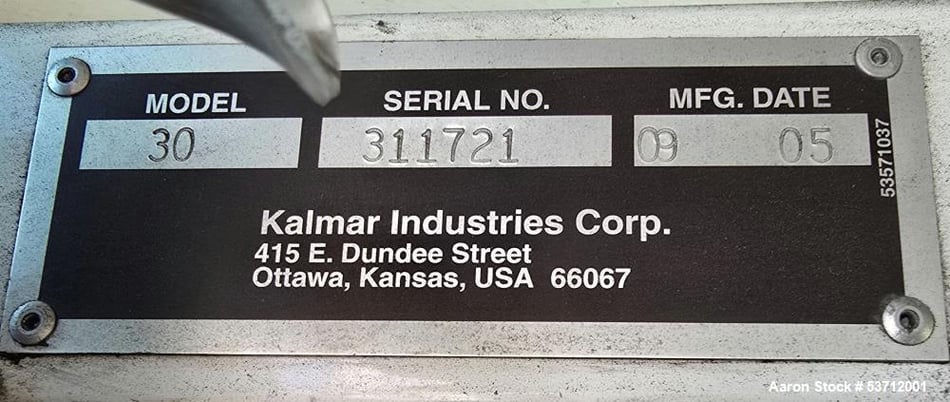 MODEL SERIAL NO. MFG. DATE
30 311721 09 05
53571037
Kalmar Industries Corp.
415 E. Dundee Street
Ottawa, Kansas, USA 66067
Aaron Stock # 53712001